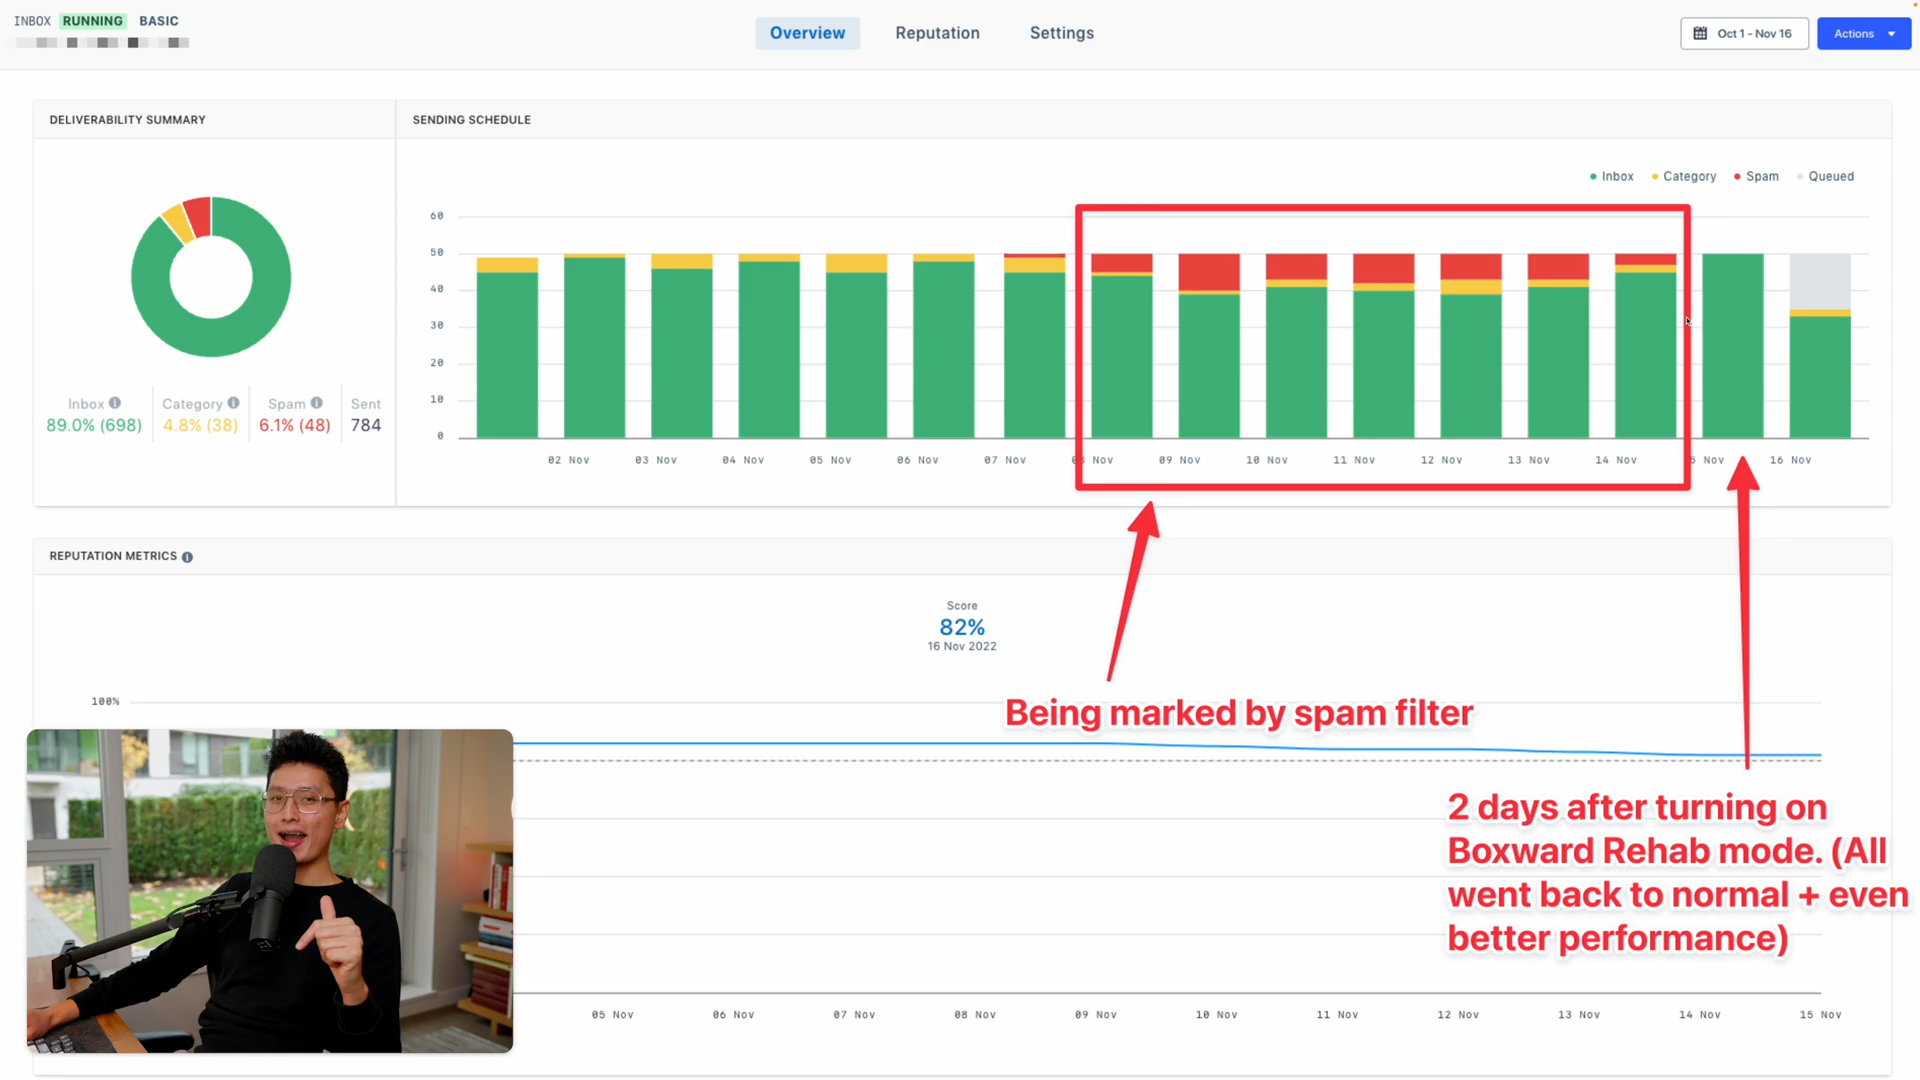 INBOX RUNNING BASIC
Overview Reputation Settings
Oct 1 - Nov 16 Actions
DELIVERABILITY SUMMARY
SENDING SCHEDULE
Inbox Category Spam Queued
60
50
40
30
20
10
0
02 Nov 03 Nov 04 Nov 05 Nov 06 Nov 07 Nov Nov 09 Nov 10 Nov 11 Nov 12 Nov 13 Nov 14 Nov 5 Nov 16 Nov
Inbox Category Spam Sent
89.0% (698) 4.8% (38) 6.1% (48) 784
REPUTATION METRICS
Score
82%
16 Nov 2022
100%
Being marked by spam filter
2 days after turning on
Boxward Rehab mode. (All
went back to normal + even
better performance)
05 Nov 06 Nov 07 Nov 08 Nov 09 Nov 10 Nov 11 Nov 12 Nov 13 Nov 14 Nov 15 Nov